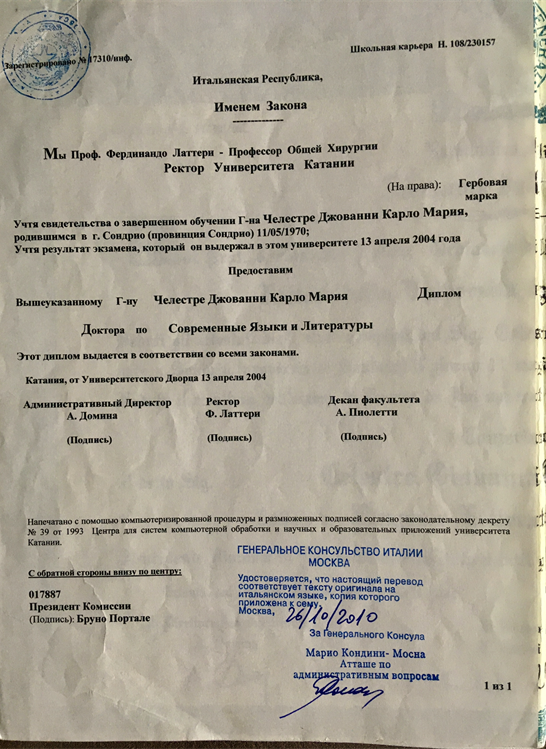 Зарегистрировано № 17310/инф.
Школьная карьера Н. 108/230157
Итальянская Республика,
Именем Закона
--------------
Мы Проф. Фердинандо Латтери - Профессор Общей Хирургии
Ректор Университета Катании
(На права): Гербовая
марка
Учтя свидетельства о завершенном обучении Г-на Челестре Джованни Карло Мария,
родившимся в г. Сондрио (провинция Сондрио) 11/05/1970;
Учтя результат экзамена, который он выдержал в этом университете 13 апреля 2004 года
Предоставим
Вышеуказанному Г-ну Челестре Джованни Карло Мария Диплом
Доктора по Современные Языки и Литературы
Этот диплом выдается в соответствии со всеми законами.
Катания, от Университетского Дворца 13 апреля 2004
Административный Директор Ректор Декан факультета
А. Домина Ф. Латтери А. Пиолетти
(Подпись) (Подпись) (Подпись)
Напечатано с помощью компьютеризированной процедуры и размноженных подписей согласно законодательному декрету
№ 39 от 1993 Центра для систем компьютерной обработки и научных и образовательных приложений университета
Катании.
С обратной стороны внизу по центру:
017887
Президент Комиссии
(Подпись): Бруно Портале
ГЕНЕРАЛЬНОЕ КОНСУЛЬСТВО ИТАЛИИ
МОСКВА
Удостоверяется, что настоящий перевод
соответствует тексту оригинала на
итальянском языке, копия которого
приложена к сему.
Москва, 26/10/2010
За Генерального Консула
Марио Кондини- Мосна
Атташе по
административным вопросам
1 из 1